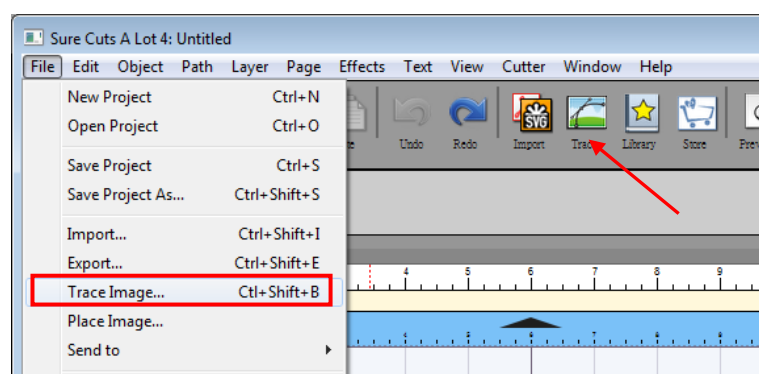 Sure Cuts A Lot 4: Untitled
File Edit Object Path Layer Page Effects Text View Cutter Window Help
New Project Ctrl+N
Open Project Ctrl+O
Undo Redo Import Library Store
SVG
Save Project Ctrl+S
Save Project As... Ctrl+Shift+S
Import... Ctrl+Shift+I
Export... Ctrl+Shift+E
4 5 6 7 8 9
Trace Image... Ctl+Shift+B
Place Image...
Send to